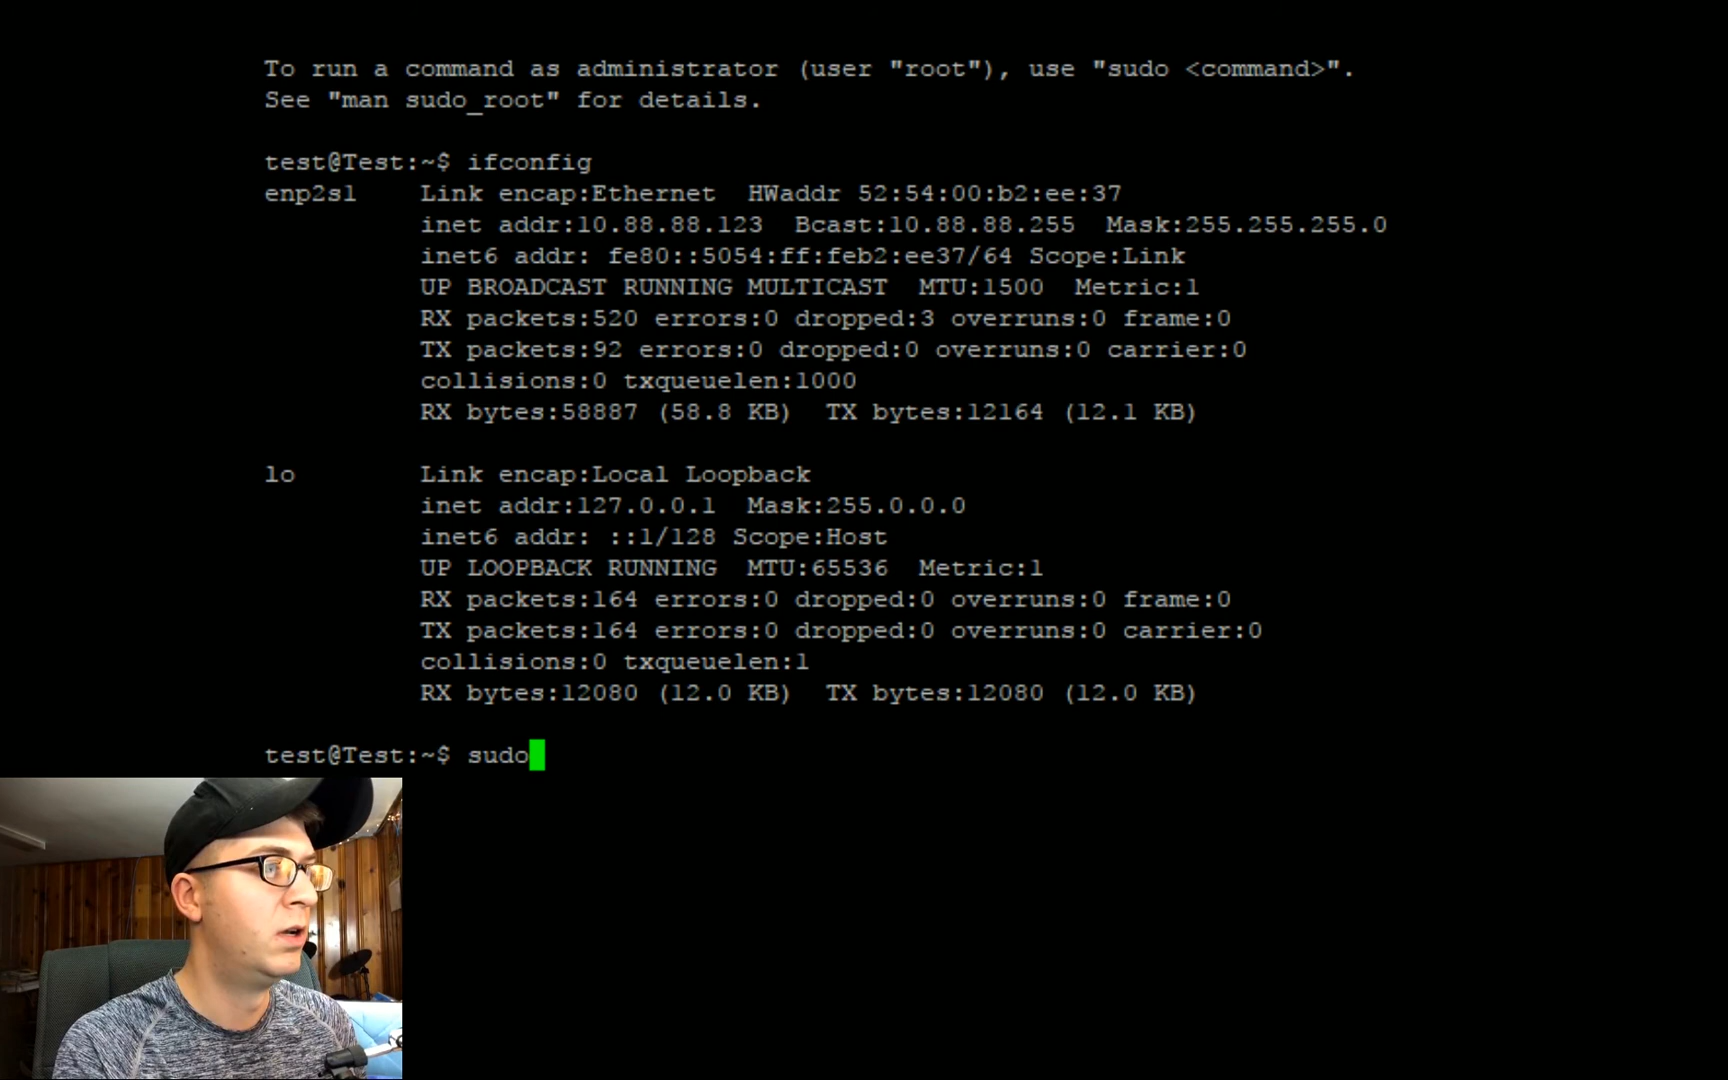 To run a command as administrator (user "root"), use "sudo <command>".
See "man sudo_root" for details.
test@Test:~$ ifconfig
enp2s1 Link encap:Ethernet HWaddr 52:54:00:b2:ee:37
inet addr:10.88.88.123 Bcast:10.88.88.255 Mask:255.255.255.0
inet6 addr: fe80::5054:ff:feb2:ee37/64 Scope:Link
UP BROADCAST RUNNING MULTICAST MTU:1500 Metric:1
RX packets:520 errors:0 dropped:3 overruns:0 frame:0
TX packets:92 errors:0 dropped:0 overruns:0 carrier:0
collisions:0 txqueuelen:1000
RX bytes:58887 (58.8 KB) TX bytes:12164 (12.1 KB)
lo Link encap:Local Loopback
inet addr:127.0.0.1 Mask:255.0.0.0
inet6 addr: ::1/128 Scope:Host
UP LOOPBACK RUNNING MTU:65536 Metric:1
RX packets:164 errors:0 dropped:0 overruns:0 frame:0
TX packets:164 errors:0 dropped:0 overruns:0 carrier:0
collisions:0 txqueuelen:1
RX bytes:12080 (12.0 KB) TX bytes:12080 (12.0 KB)
test@Test:~$ sudo